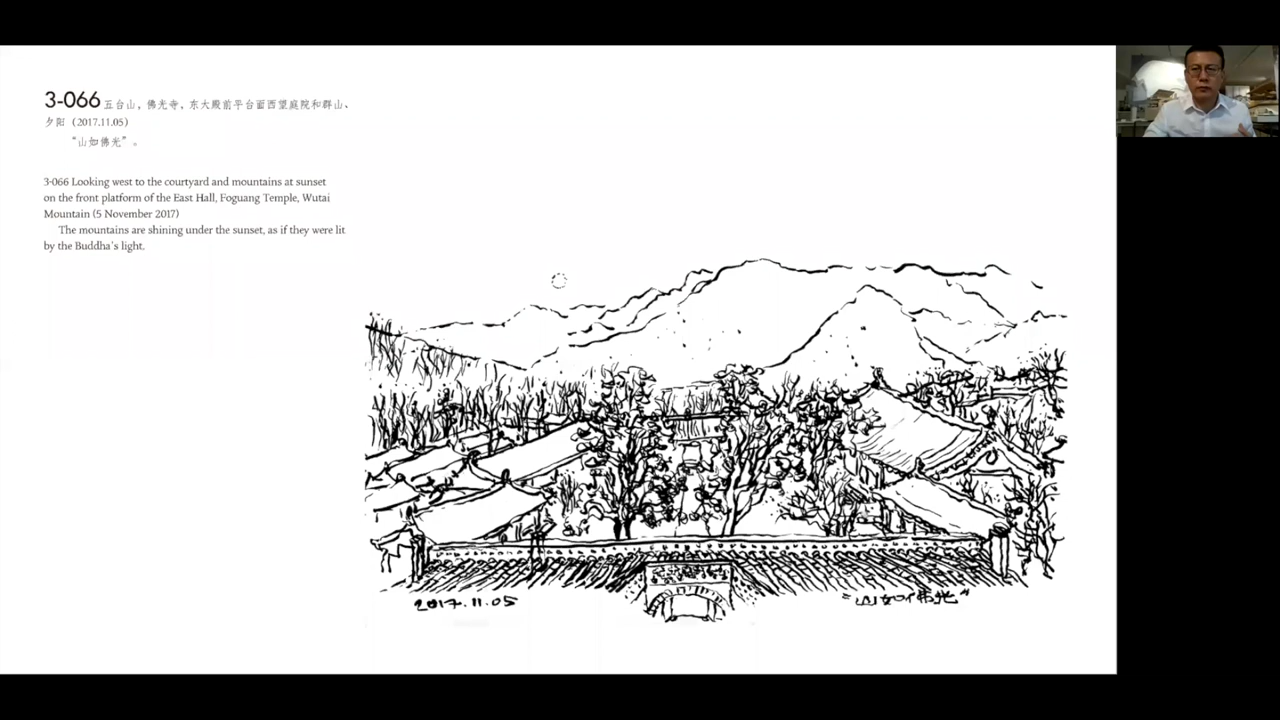 3-066 五台山，佛光寺，东大殿前平台面西望庭院和群山、
夕阳（2017.11.05）
“山如佛光”。
3-066 Looking west to the courtyard and mountains at sunset
on the front platform of the East Hall, Foguang Temple, Wutai
Mountain (5 November 2017)
The mountains are shining under the sunset, as if they were lit
by the Buddha's light.
2017.11.05
“山如佛光”